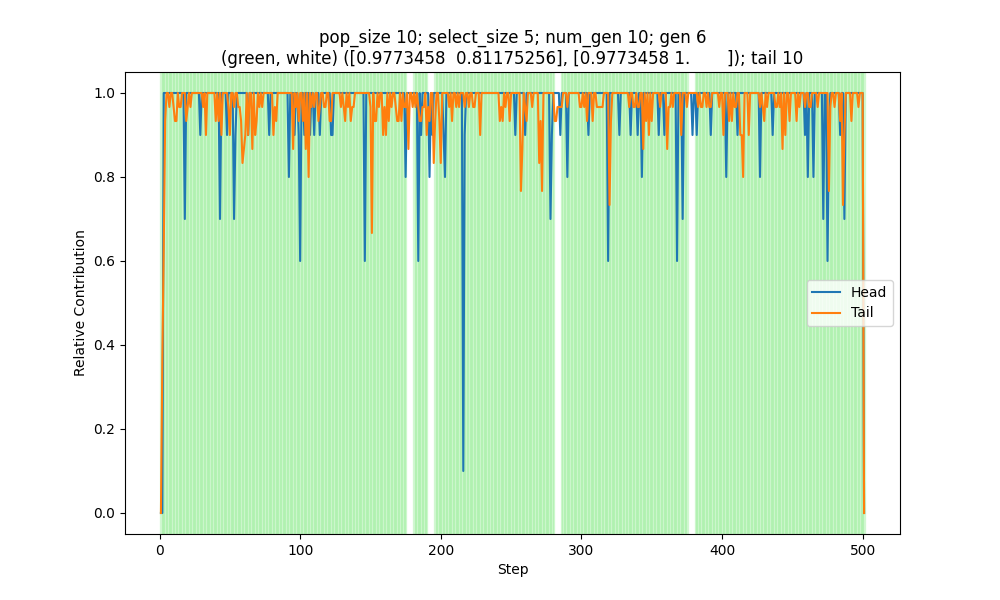 pop_size 10; select_size 5; num_gen 10; gen 6
(green, white) ([0.9773458  0.81175256], [0.9773458 1.        ]); tail 10
1.0
0.8
0.6
0.4
0.2
0.0
Relative Contribution
Head
Tail
0
100
200
300
400
500
Step